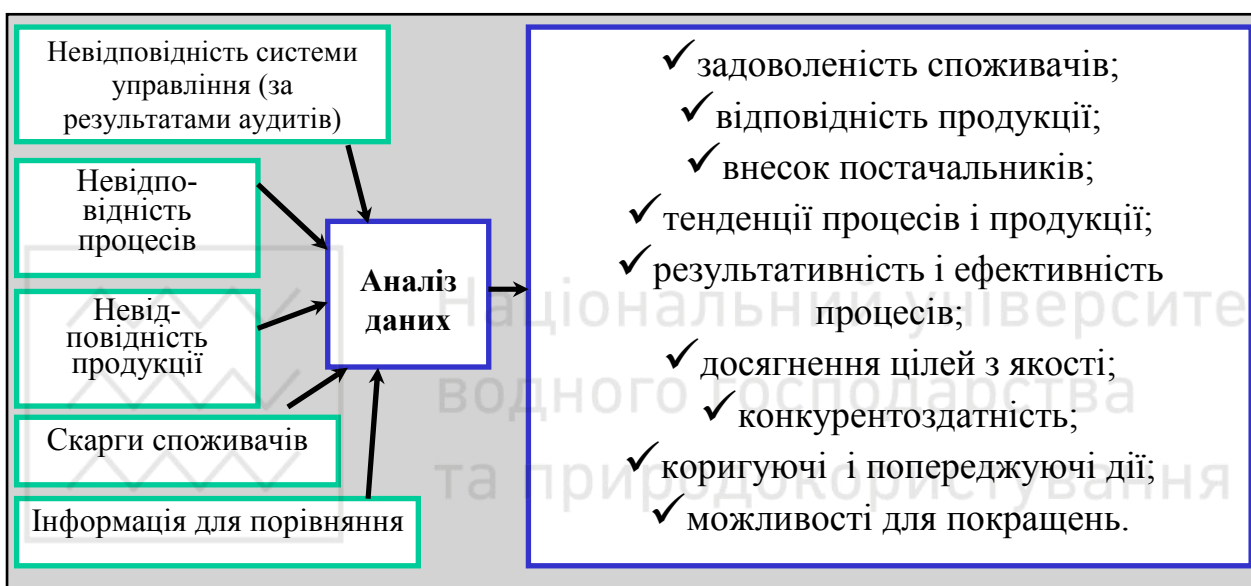 Невідповідність системи
управління (за
результатами аудитів)
Невідпо-
відність
процесів
Невід-
повідність
продукції
Скарги споживачів
Інформація для порівняння
Аналіз
даних
✓задоволеність споживачів;
✓відповідність продукції;
✓внесок постачальників;
✓тенденції процесів і продукції;
✓результативність і ефективність
процесів;
✓досягнення цілей з якості;
✓конкурентоздатність;
✓коригуючі і попереджуючі дії;
✓можливості для покращень.
Національний університе
водного господарства
та природокористування